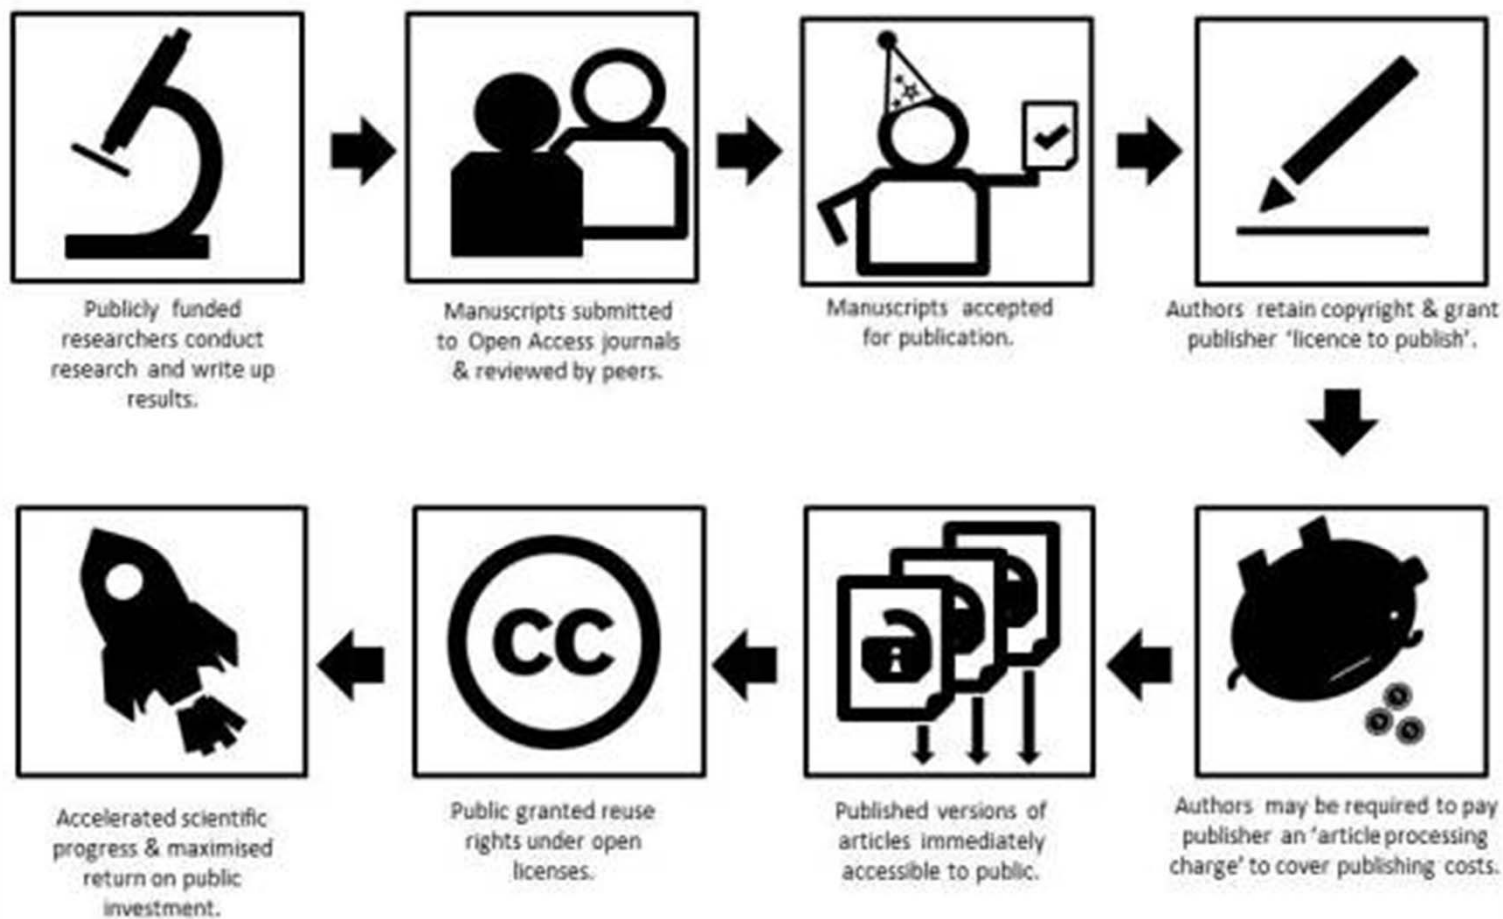 Publicly funded
researchers conduct
research and write up
results.
Manuscripts submitted
to Open Access journals
& reviewed by peers.
Manuscripts accepted
for publication.
Authors retain copyright & grant
publisher ‘licence to publish’.
Authors may be required to pay
publisher an ‘article processing
charge’ to cover publishing costs.
Published versions of
articles immediately
accessible to public.
CC
Public granted reuse
rights under open
licenses.
Accelerated scientific
progress & maximised
return on public
investment.